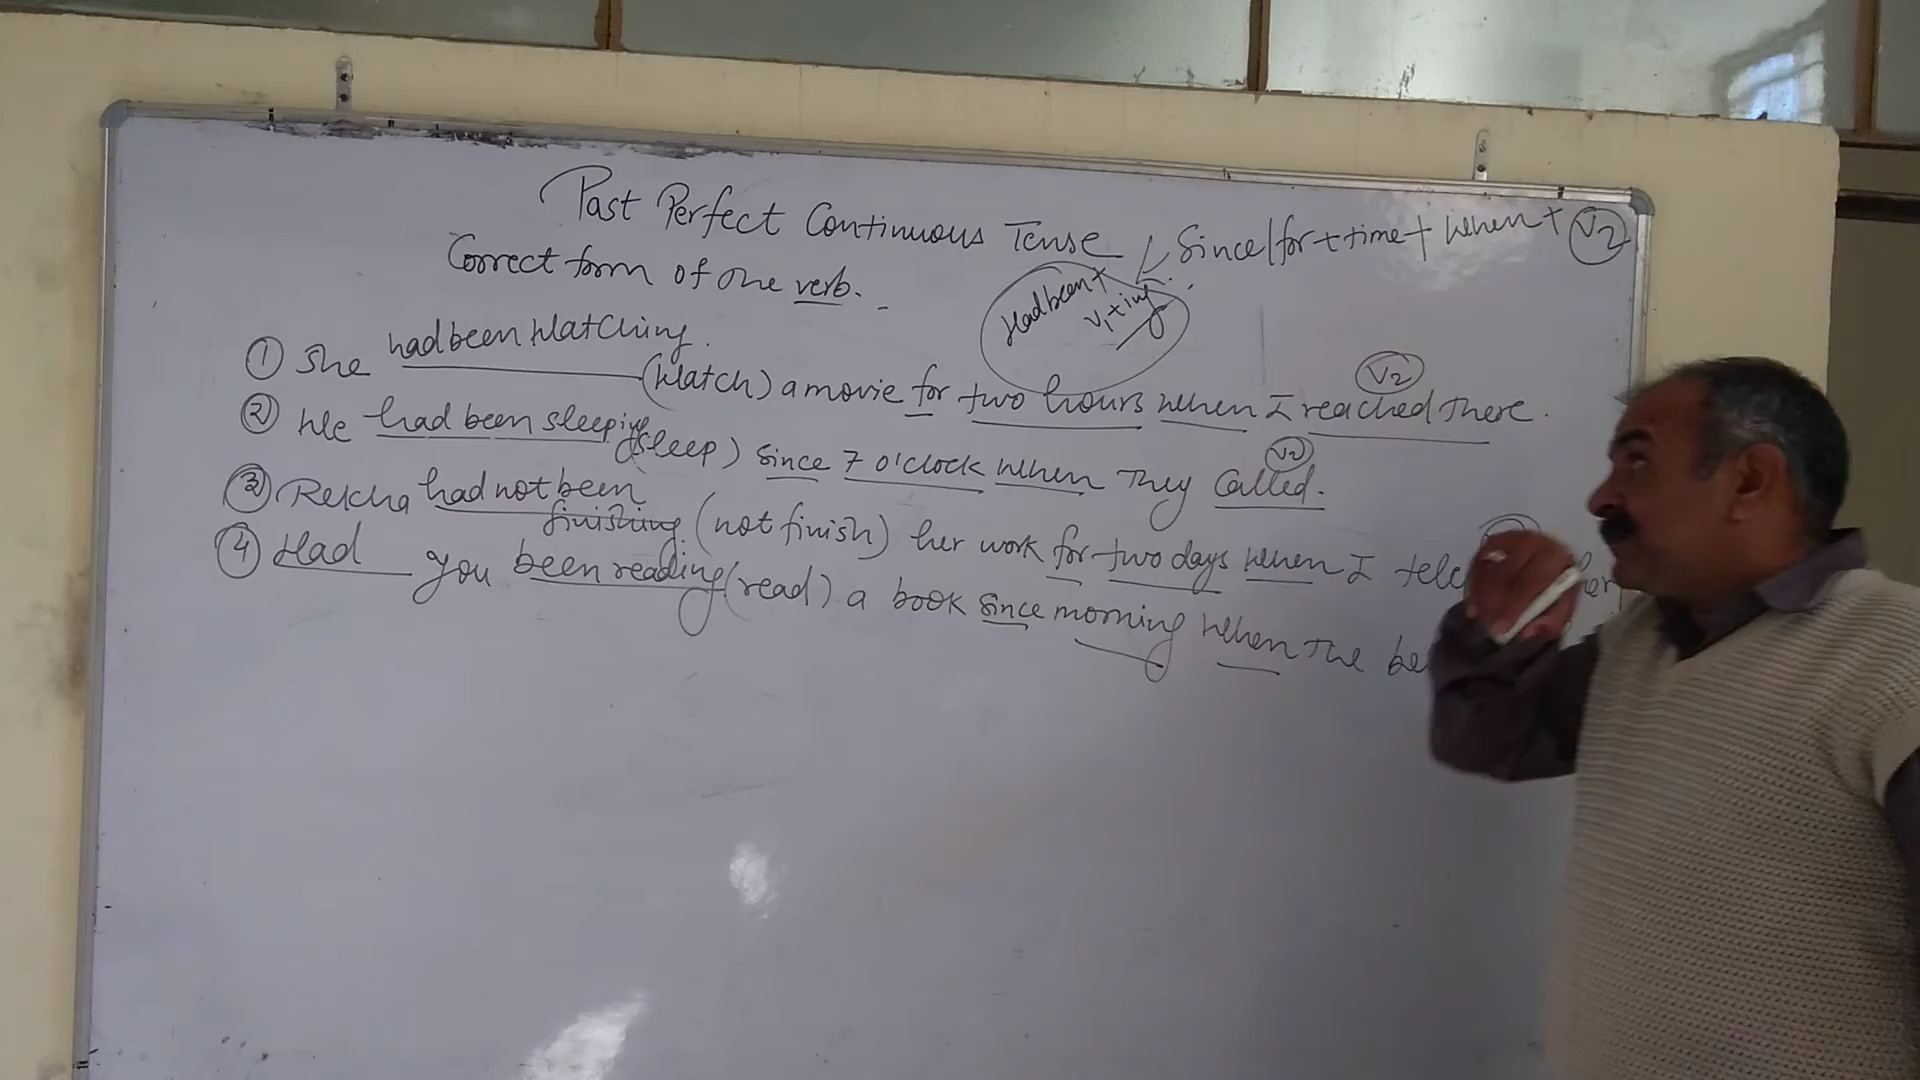 Past Perfect Continuous Tense / Since/for + time + when + V2
Correct form of the verb.
Had been +
V1 + ing
① She had been watching (watch) a movie for two hours when I reached there.
V2
② We had been sleeping (sleep) since 7 o'clock when they called.
V2
③ Rekha had not been finishing (not finish) her work for two days when I
④ Had you been reading (read) a book since morning when the